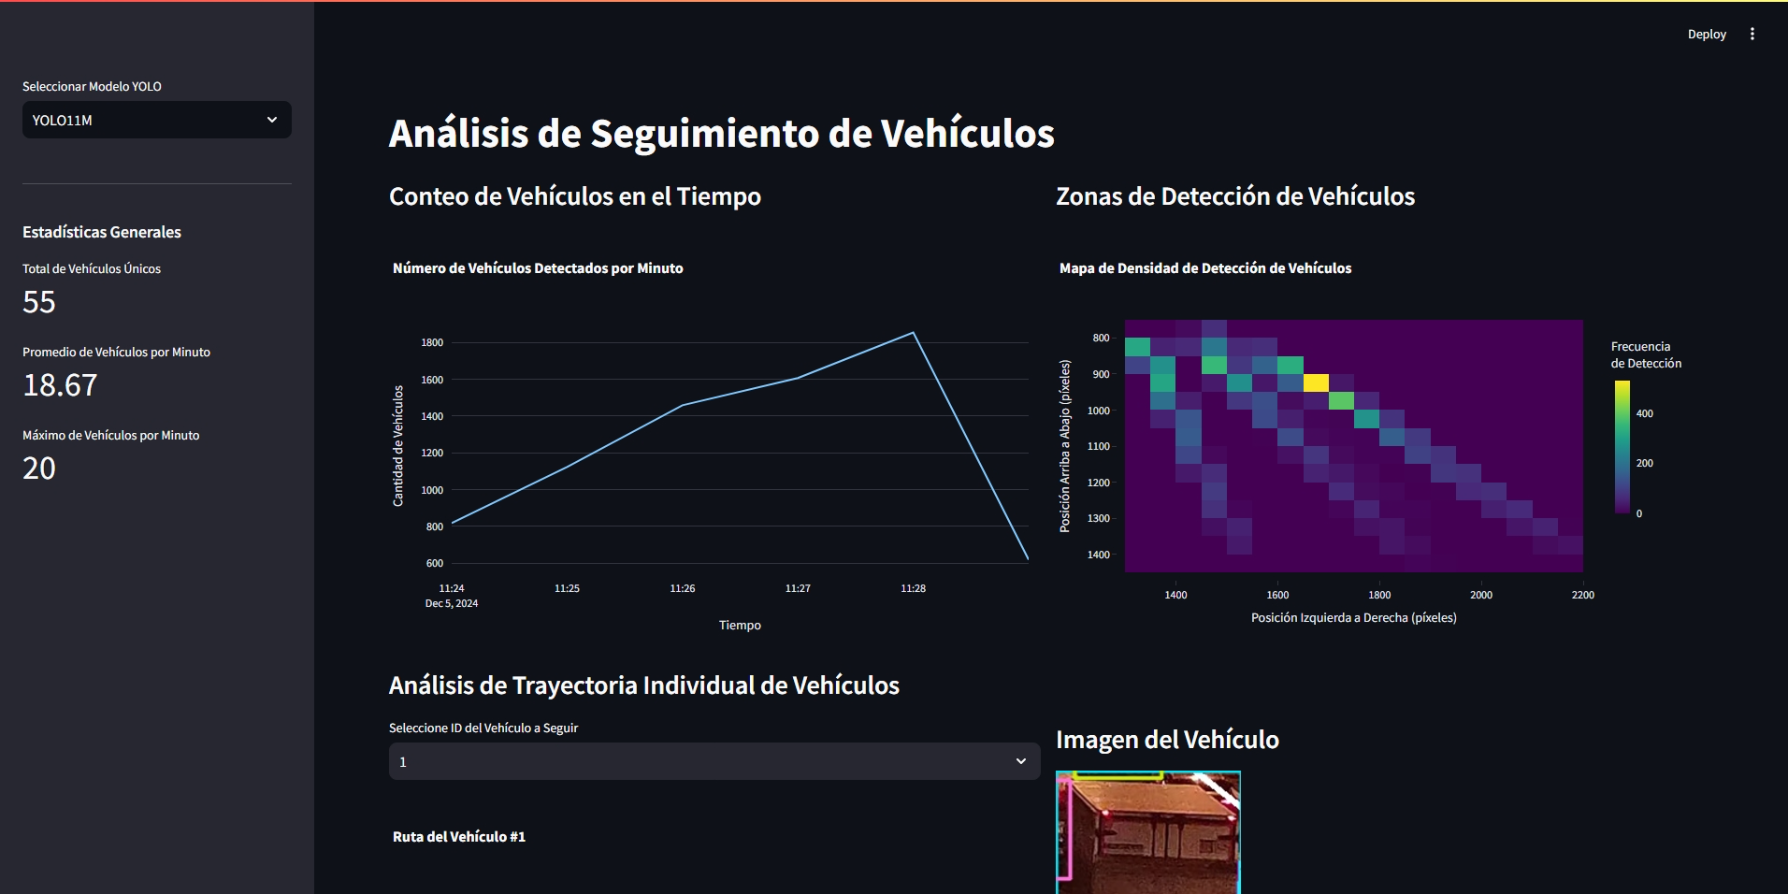 Deploy
Seleccionar Modelo YOLO
YOLO11M
Estadísticas Generales
Total de Vehículos Únicos
55
Promedio de Vehículos por Minuto
18.67
Máximo de Vehículos por Minuto
20
Análisis de Seguimiento de Vehículos
Conteo de Vehículos en el Tiempo
Número de Vehículos Detectados por Minuto
Cantidad de Vehículos
1800
1600
1400
1200
1000
800
600
11:24
11:25
11:26
11:27
11:28
Dec 5, 2024
Tiempo
Zonas de Detección de Vehículos
Mapa de Densidad de Detección de Vehículos
Posición Arriba a Abajo (píxeles)
800
900
1000
1100
1200
1300
1400
1400
1600
1800
2000
2200
Posición Izquierda a Derecha (píxeles)
Frecuencia
de Detección
400
200
0
Análisis de Trayectoria Individual de Vehículos
Seleccione ID del Vehículo a Seguir
1
Ruta del Vehículo #1
Imagen del Vehículo